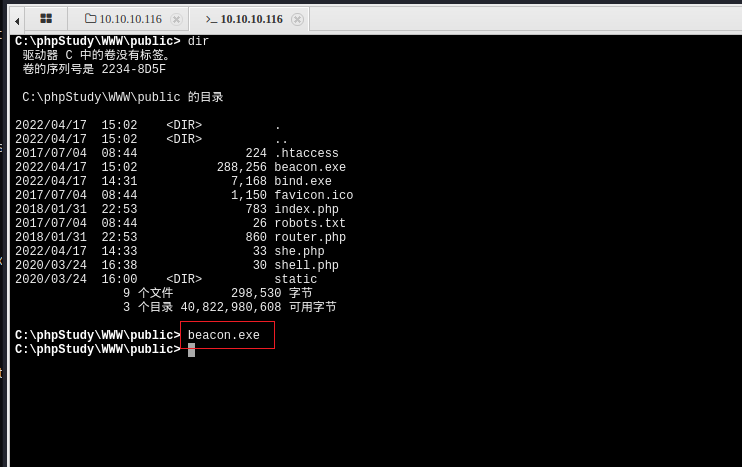 10.10.10.116 >_ 10.10.10.116
C:\phpStudy\WWW\public> dir
驱动器 C 中的卷没有标签。
卷的序列号是 2234-8D5F
C:\phpStudy\WWW\public 的目录
2022/04/17 15:02 <DIR> .
2022/04/17 15:02 <DIR> ..
2017/07/04 08:44 224 .htaccess
2022/04/17 15:02 288,256 beacon.exe
2022/04/17 14:31 7,168 bind.exe
2017/07/04 08:44 1,150 favicon.ico
2018/01/31 22:53 783 index.php
2017/07/04 08:44 26 robots.txt
2018/01/31 22:53 860 router.php
2022/04/17 14:33 33 she.php
2020/03/24 16:38 30 shell.php
2020/03/24 16:00 <DIR> static
9 个文件 298,530 字节
3 个目录 40,822,980,608 可用字节
C:\phpStudy\WWW\public> beacon.exe
C:\phpStudy\WWW\public>